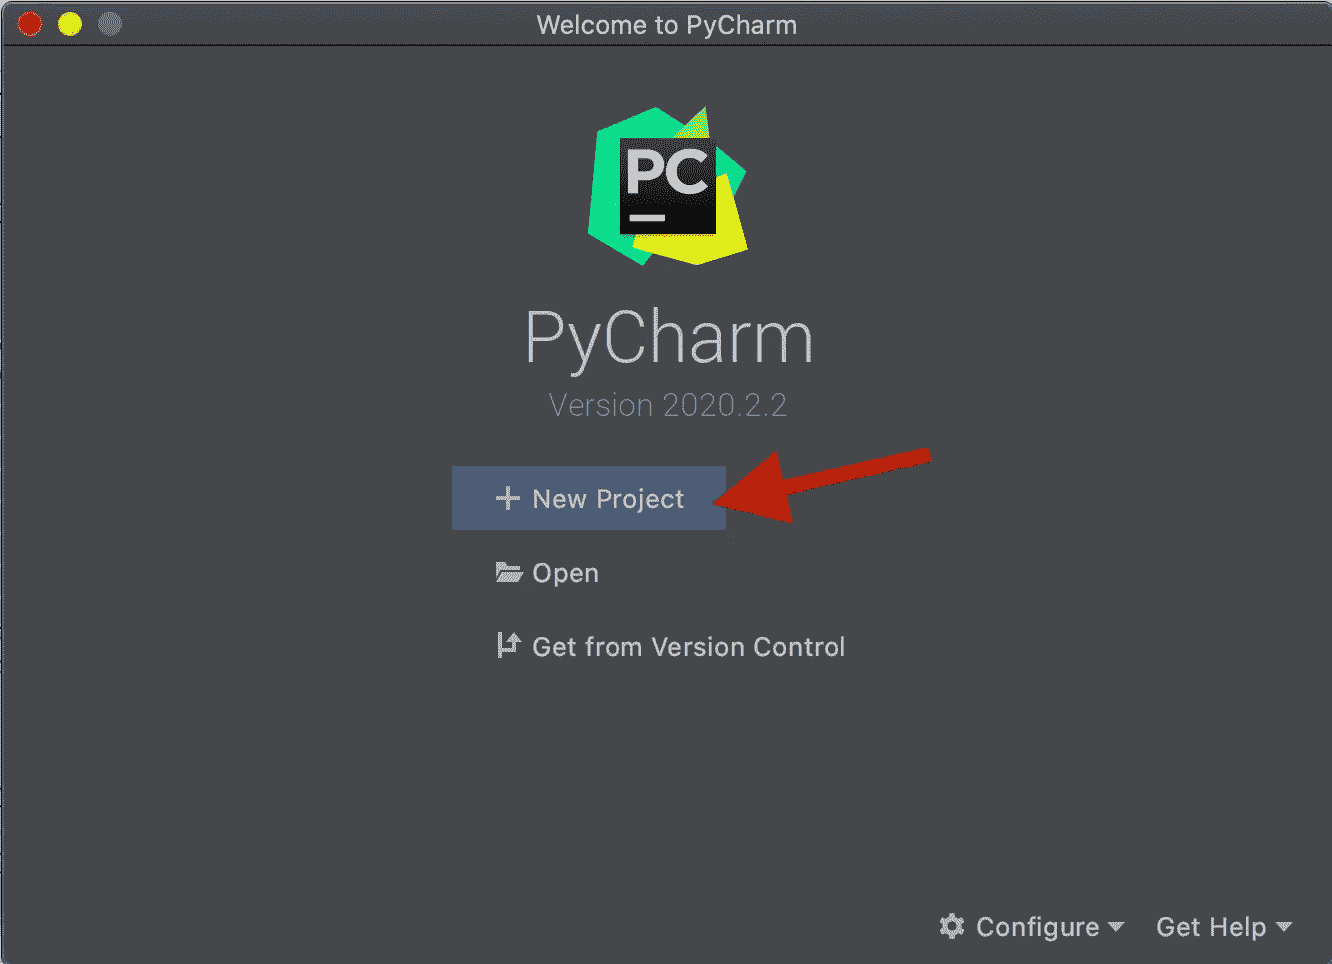 Welcome to PyCharm
PC
PyCharm
Version 2020.2.2
New Project
Open
Get from Version Control
Configure
Get Help